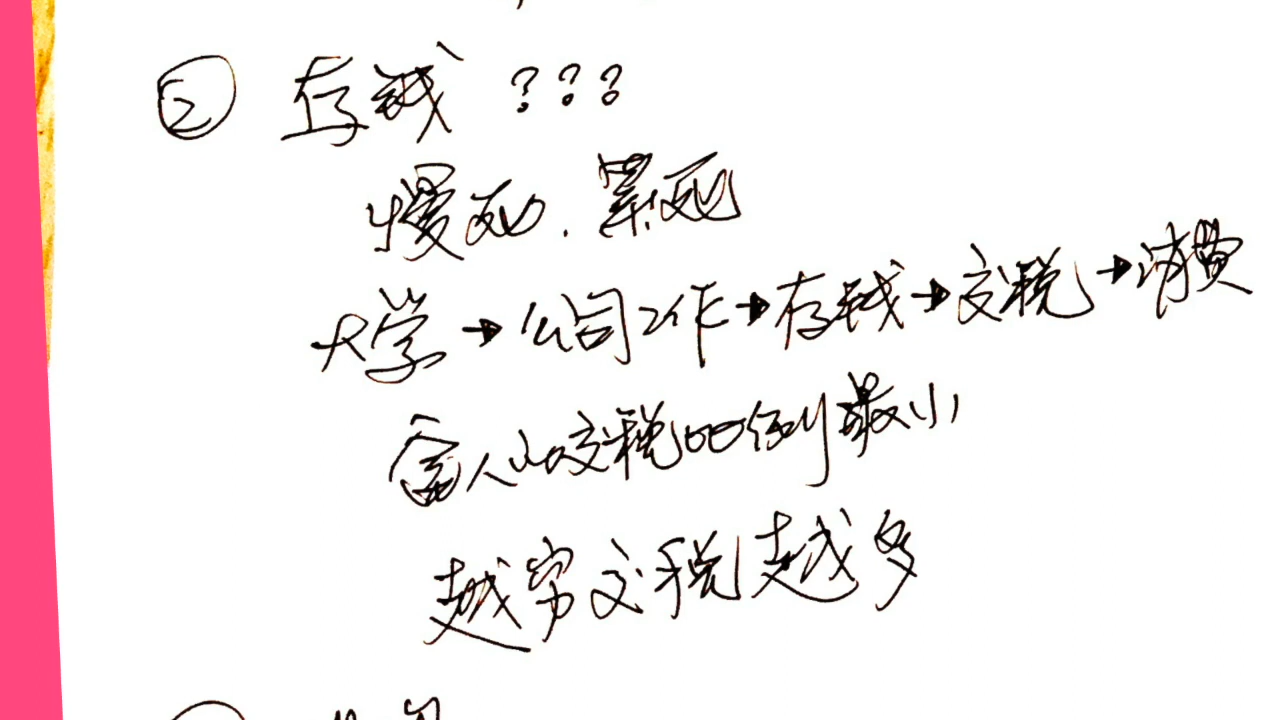 ② 存钱 ???
慢死. 累死
大学→公司工作→存钱→交税→消费
富人山交税比例最小
越穷交税越多